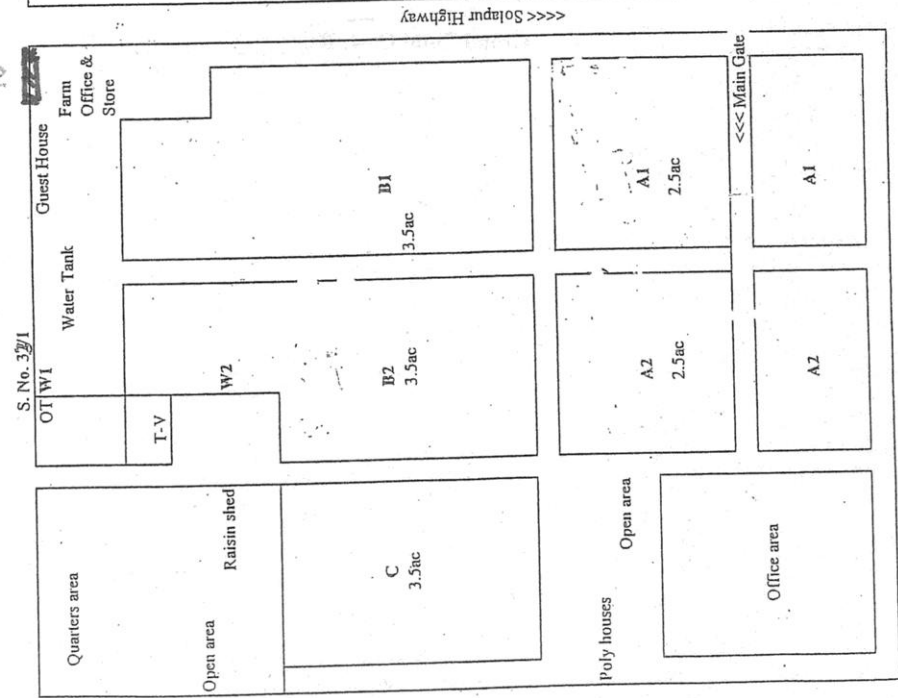 <<<< Solapur Highway
S. No. 3
Guest House
Farm
Office &
Store
Water Tank
OT W1
T-V
W2
B1
3.5ac
B2
3.5ac
A1
2.5ac
A2
2.5ac
<<< Main Gate
A1
A2
Quarters area
Raisin shed
Open area
C
3.5ac
Poly houses
Open area
Office area